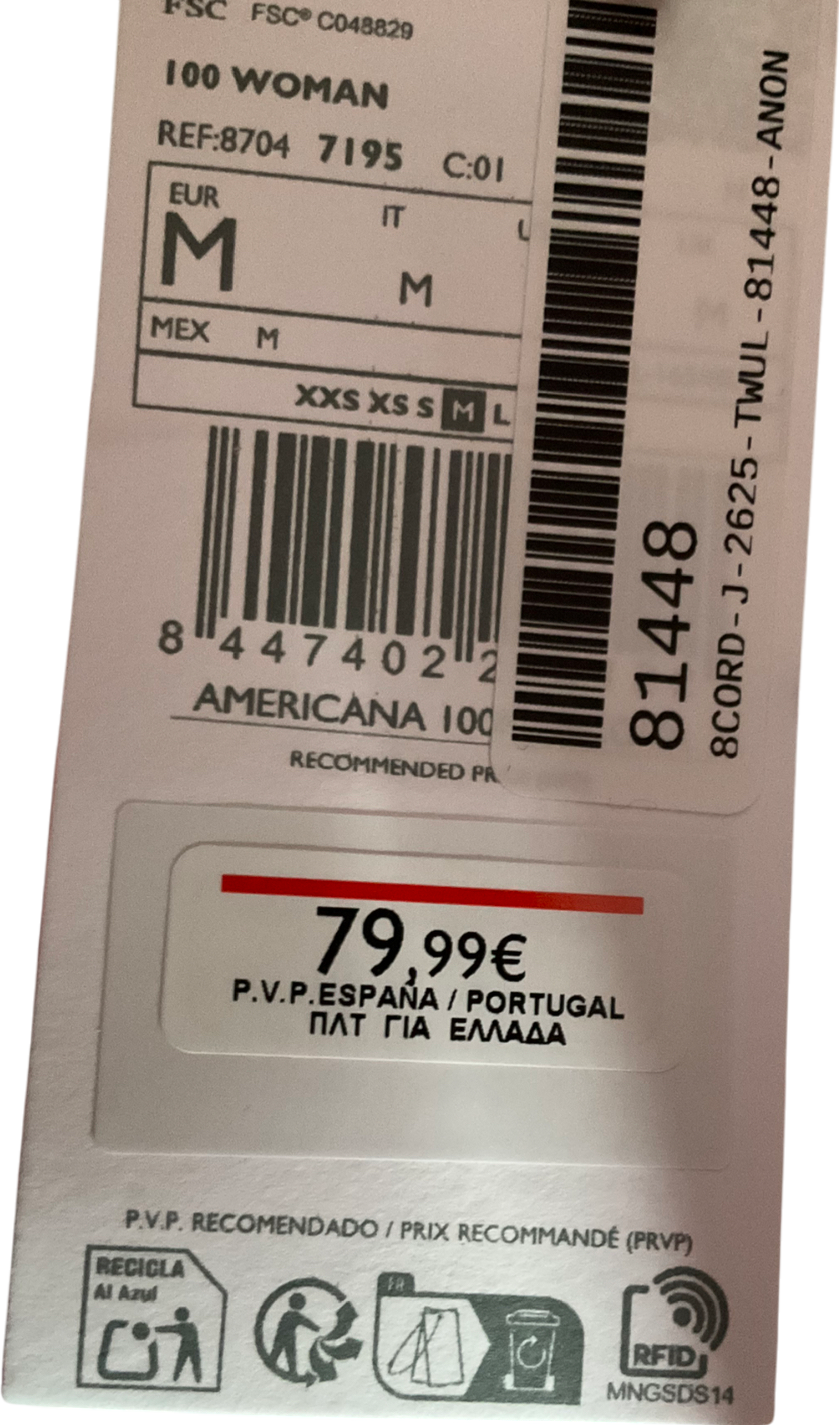 FSC FSC® C048829
100 WOMAN
REF:8704 7195 C:01
EUR IT
M M
MEX M
XXS XS S M L
8 447402 2
AMERICANA 100
RECOMMENDED
81448
8CORD-J-2625-TWUL-81448-ANON
79,99€
P.V.P.ESPAÑA / PORTUGAL
ΠΛΤ ΓΙΑ ΕΛΛΑΔΑ
P.V.P. RECOMENDADO / PRIX RECOMMANDÉ (PRVP)
RECICLA
Al Azul
FR
RFID
MNGSDS14